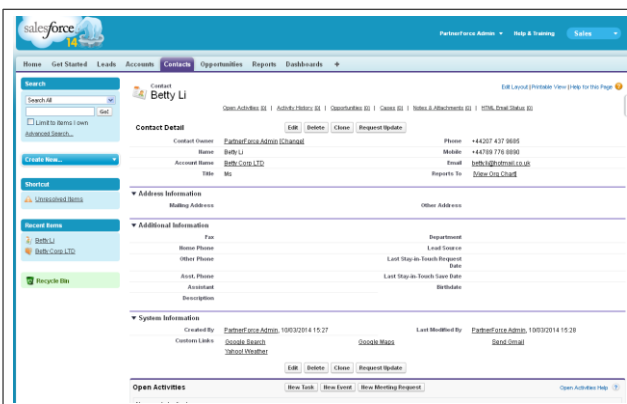 salesforce
14
PartnerForce Admin Help & Training Sales
Home Get Started Leads Accounts Contacts Opportunities Reports Dashboards +
Search
Search All
Go!
Limit to items I own
Advanced Search...
Create New...
Shortcut
Unresolved Items
Recent Items
Betty Li
Betty Corp LTD
Recycle Bin
Contact
Betty Li
Edit Layout | Printable View | Help for this Page
Open Activities [0] | Activity History [0] | Opportunities [0] | Cases [0] | Notes & Attachments [0] | HTML Email Status [0]
Contact Detail Edit Delete Clone Request Update
Contact Owner PartnerForce Admin [Change] Phone +44207 437 9685
Name Betty Li Mobile +44789 776 8890
Account Name Betty Corp LTD Email betty.li@hotmail.co.uk
Title Ms Reports To [View Org Chart]
Address Information
Mailing Address Other Address
Additional Information
Fax Department
Home Phone Lead Source
Other Phone Last Stay-in-Touch Request
Date
Asst. Phone Last Stay-in-Touch Save Date
Assistant Birthdate
Description
System Information
Created By PartnerForce Admin, 10/03/2014 15:27 Last Modified By PartnerForce Admin, 10/03/2014 15:28
Custom Links Google Search Google Maps Send Gmail
Yahoo! Weather
Edit Delete Clone Request Update
Open Activities New Task New Event New Meeting Request Open Activities Help